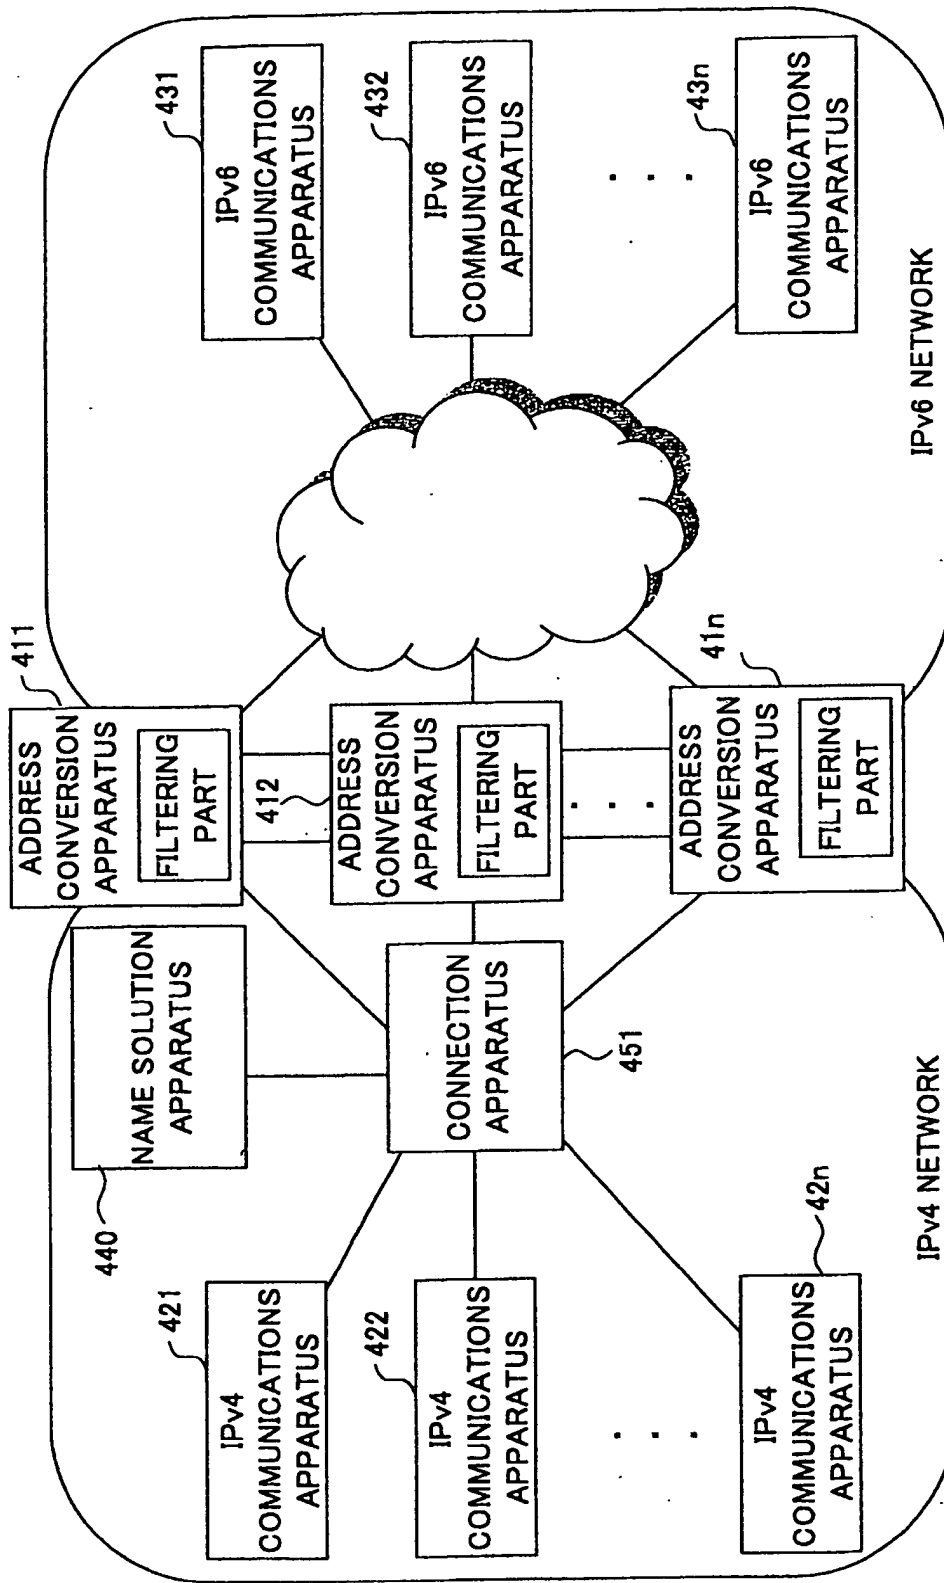 411
ADDRESS
CONVERSION
APPARATUS
FILTERING
PART
440
NAME SOLUTION
APPARATUS
421
IPv4
COMMUNICATIONS
APPARATUS
431
IPv6
COMMUNICATIONS
APPARATUS
412
ADDRESS
CONVERSION
APPARATUS
FILTERING
PART
422
IPv4
COMMUNICATIONS
APPARATUS
CONNECTION
APPARATUS
451
432
IPv6
COMMUNICATIONS
APPARATUS
. . .
. . .
. . .
42n
IPv4
COMMUNICATIONS
APPARATUS
41n
ADDRESS
CONVERSION
APPARATUS
FILTERING
PART
43n
IPv6
COMMUNICATIONS
APPARATUS
IPv4 NETWORK
IPv6 NETWORK